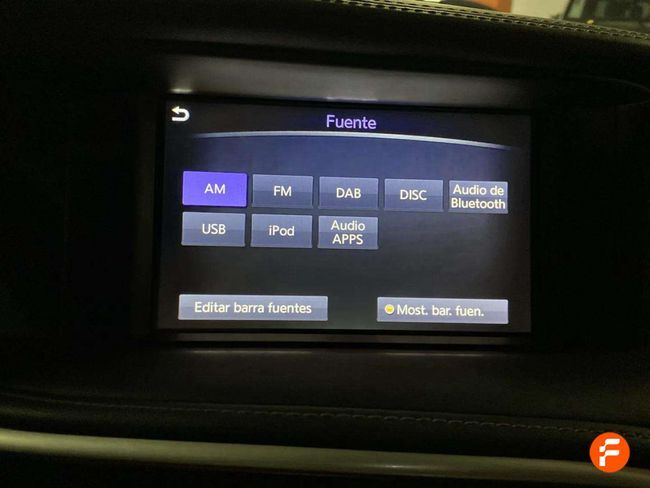 Fuente
AM
FM
DAB
DISC
Audio de
Bluetooth
USB
iPod
Audio
APPS
Editar barra fuentes
Most. bar. fuen.